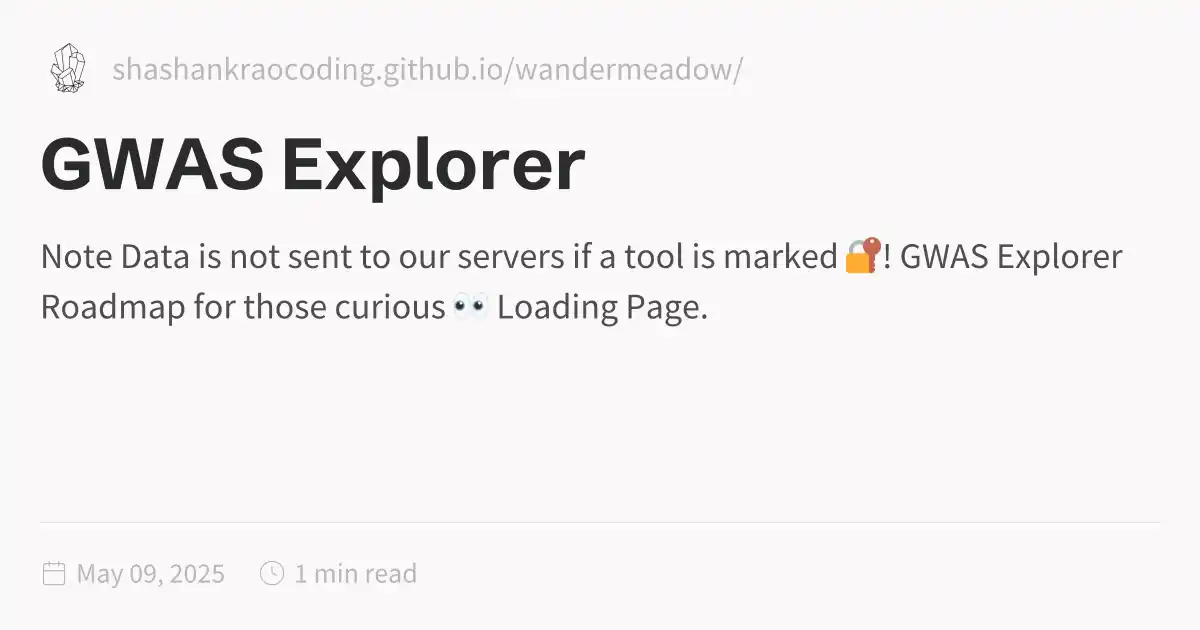 shashankraocoding.github.io/wandermeadow/
GWAS Explorer
Note Data is not sent to our servers if a tool is marked 🔐! GWAS Explorer
Roadmap for those curious 👀 Loading Page.
May 09, 2025 1 min read